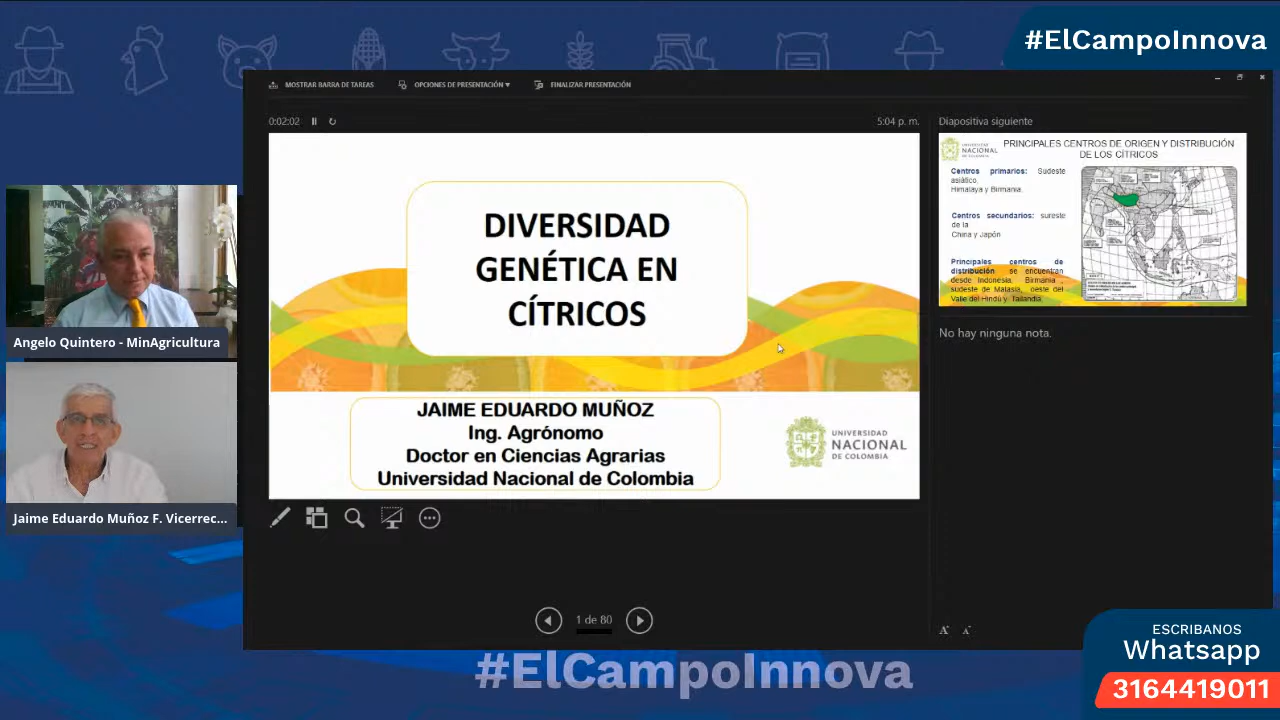 #ElCampoInnova
MOSTRAR BARRA DE TAREAS
OPCIONES DE PRESENTACIÓN ▾
FINALIZAR PRESENTACIÓN
0:02:02
5:04 p. m.
DIVERSIDAD
GENÉTICA EN
CÍTRICOS
JAIME EDUARDO MUÑOZ
Ing. Agrónomo
Doctor en Ciencias Agrarias
Universidad Nacional de Colombia
UNIVERSIDAD
NACIONAL
DE COLOMBIA
1 de 80
Diapositiva siguiente
UNIVERSIDAD
NACIONAL
DE COLOMBIA
PRINCIPALES CENTROS DE ORIGEN Y DISTRIBUCIÓN
DE LOS CÍTRICOS
Centros primarios: Sudeste
asiático,
Himalaya y Birmania.
Centros secundarios: sureste
de la
China y Japón
Principales centros de
distribución se encuentran
desde Indonesia, Birmania ,
sudeste de Malasia, oeste del
Valle del Hindú y Tailandia
No hay ninguna nota.
Angelo Quintero - MinAgricultura
Jaime Eduardo Muñoz F. Vicerrec...
#ElCampoInnova
ESCRIBANOS
Whatsapp
3164419011